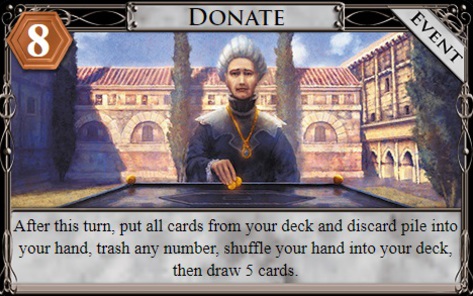 DONATE
8
EVENT
After this turn, put all cards from your deck and discard pile into
your hand, trash any number, shuffle your hand into your deck,
then draw 5 cards.